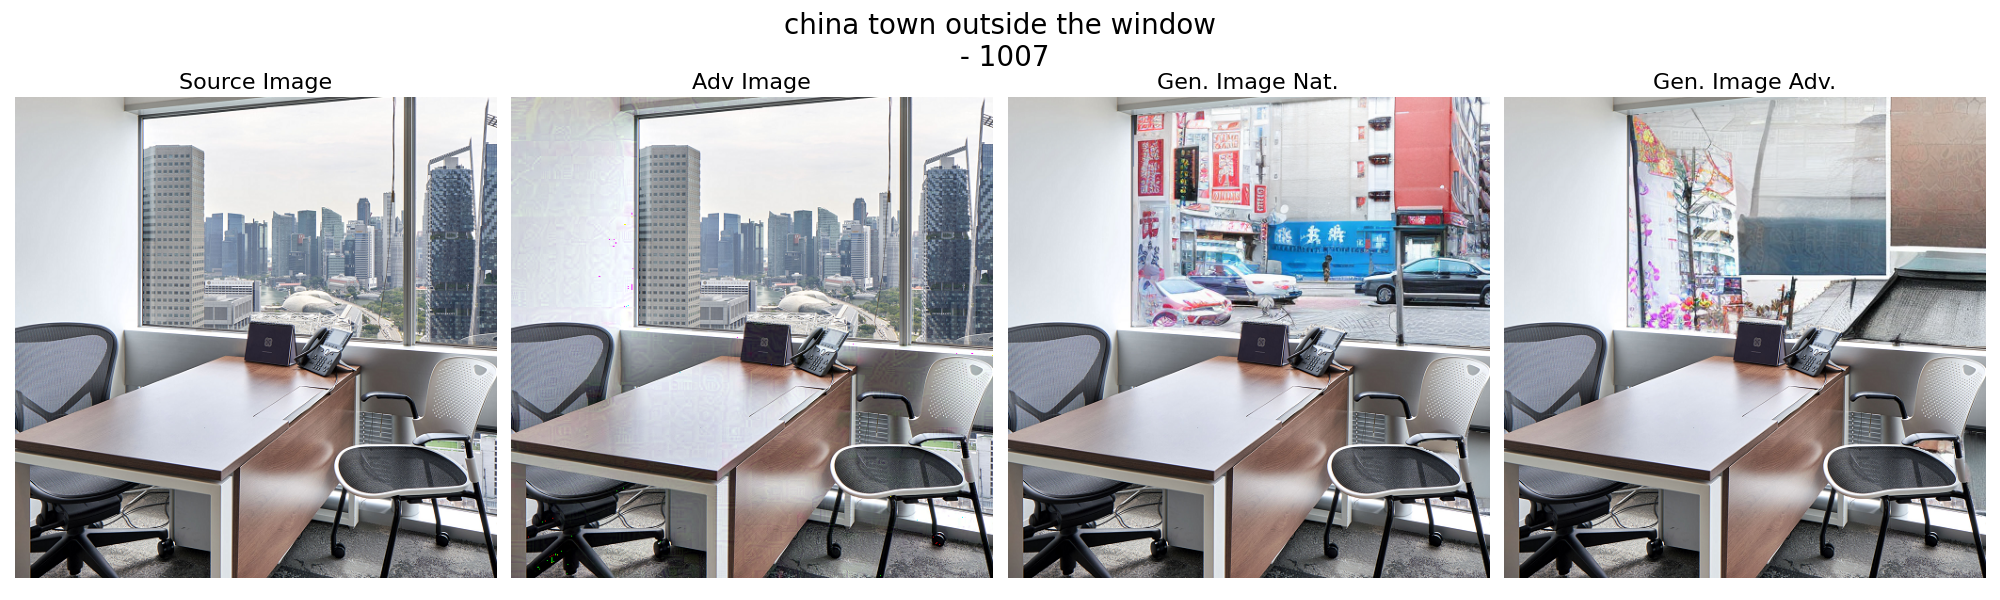 china town outside the window
- 1007
Source Image
Adv Image
Gen. Image Nat.
Gen. Image Adv.